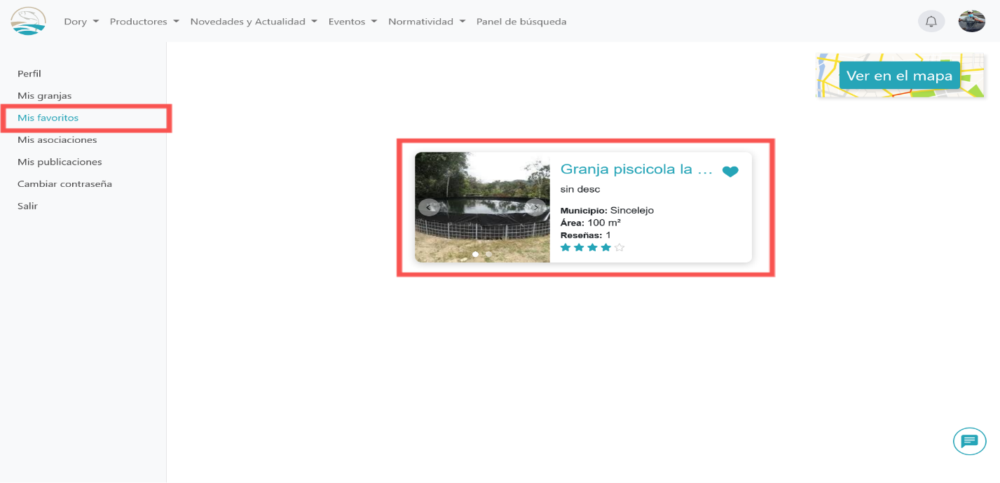 Dory Productores Novedades y Actualidad Eventos Normatividad Panel de búsqueda
Perfil
Mis granjas
Mis favoritos
Mis asociaciones
Mis publicaciones
Cambiar contraseña
Salir
Ver en el mapa
Granja piscicola la ...
sin desc
Municipio: Sincelejo
Área: 100 m²
Reseñas: 1